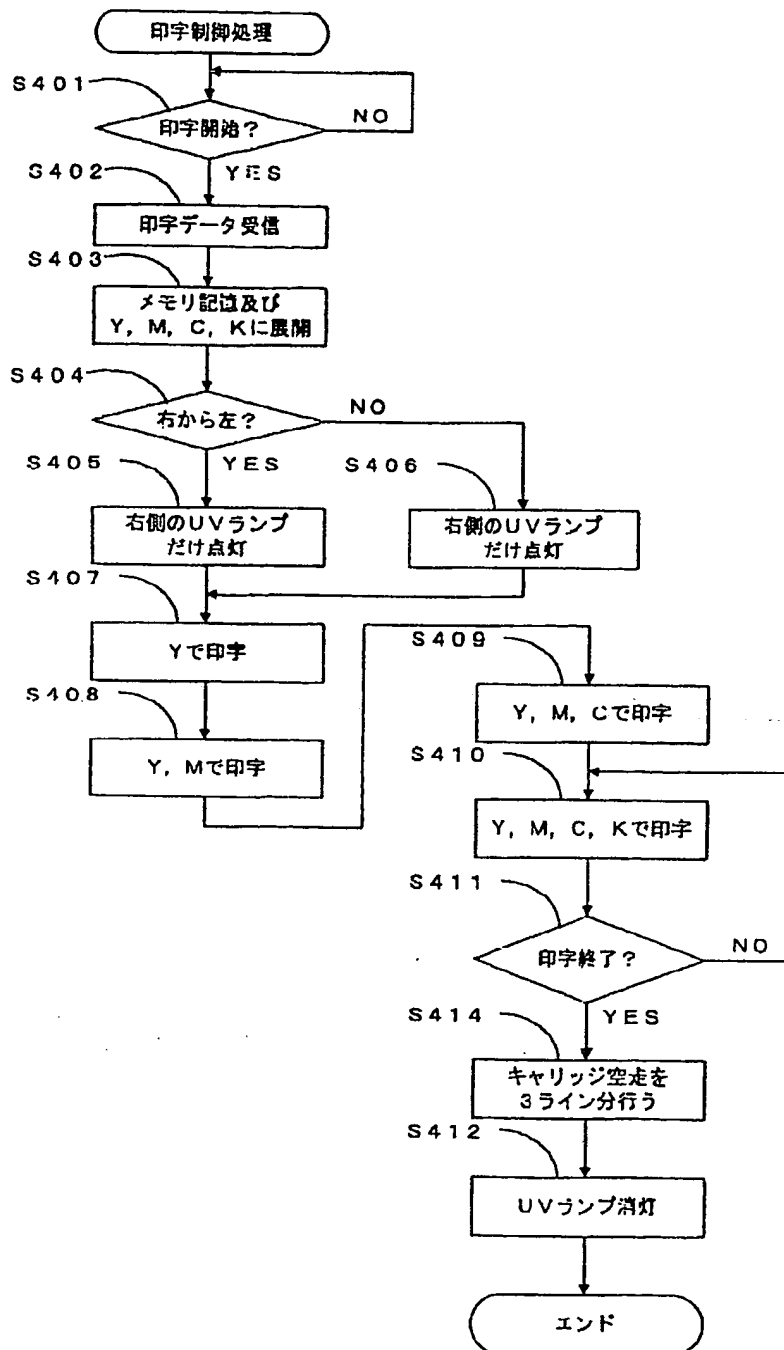 印字制御処理
S401
印字開始?
NO
YES
S402
印字データ受信
S403
メモリ記憶及び
Y, M, C, Kに展開
S404
右から左?
NO
YES
S405
右側のUVランプ
だけ点灯
S406
右側のUVランプ
だけ点灯
S407
Yで印字
S408
Y, Mで印字
S409
Y, M, Cで印字
S410
Y, M, C, Kで印字
S411
印字終了?
NO
YES
S414
キャリッジ空走を
3ライン分行う
S412
UVランプ消灯
エンド